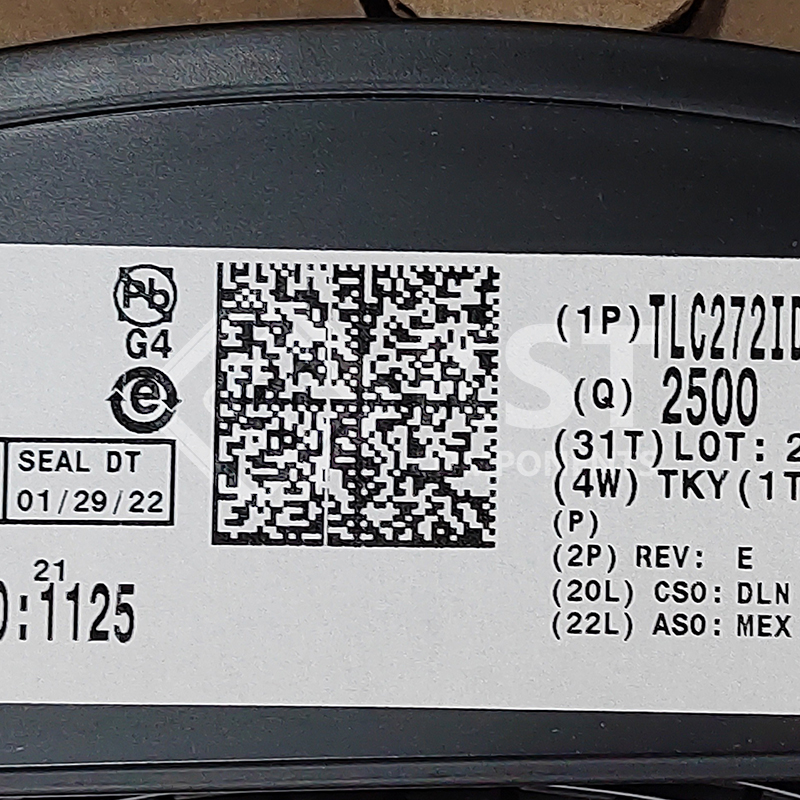 Pb
G4
e
SEAL DT
01/29/22
21
O:1125
(1P) TLC272ID
(Q) 2500
(31T) LOT: 2
(4W) TKY (1T
(P)
(2P) REV: E
(20L) CSO: DLN
(22L) ASO: MEX